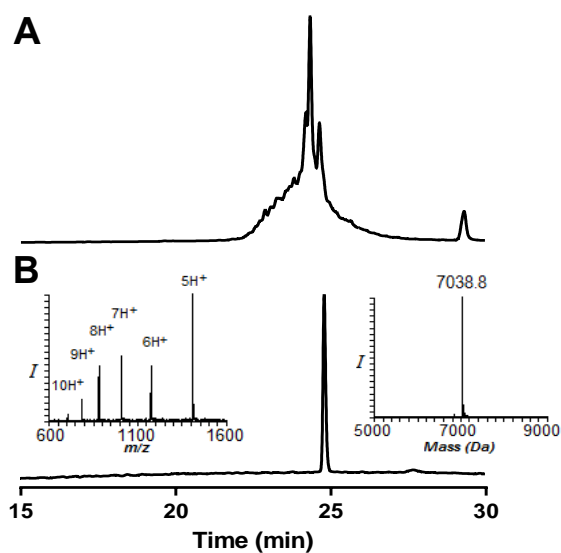 A
B
5H+
7H+
8H+
6H+
9H+
10H+
I
600 1100 1600
m/z
7038.8
I
5000 7000 9000
Mass (Da)
15 20 25 30
Time (min)